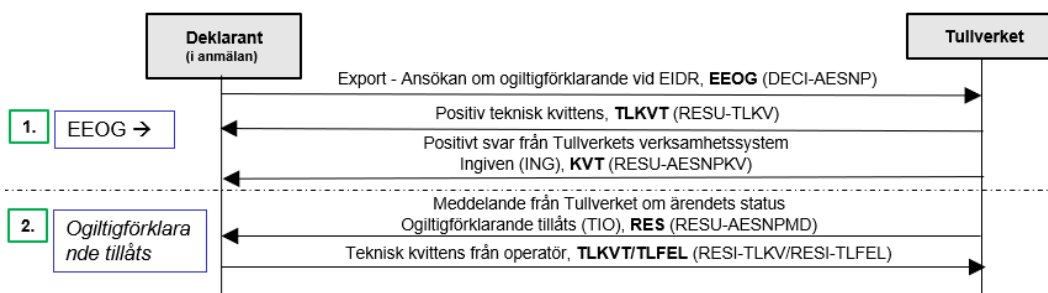 Deklarant
(i anmälan)
Tullverket
Export - Ansökan om ogiltigförklarande vid EIDR, EEOG (DECI-AESNP)
1.
EEOG →
Positiv teknisk kvittens, TLKVT (RESU-TLKV)
Positivt svar från Tullverkets verksamhetssystem
Ingiven (ING), KVT (RESU-AESNPKV)
2.
Ogiltigförklara
nde tillåts
Meddelande från Tullverket om ärendets status
Ogiltigförklarande tillåts (TIO), RES (RESU-AESNPMD)
Teknisk kvittens från operatör, TLKVT/TLFEL (RESI-TLKV/RESI-TLFEL)